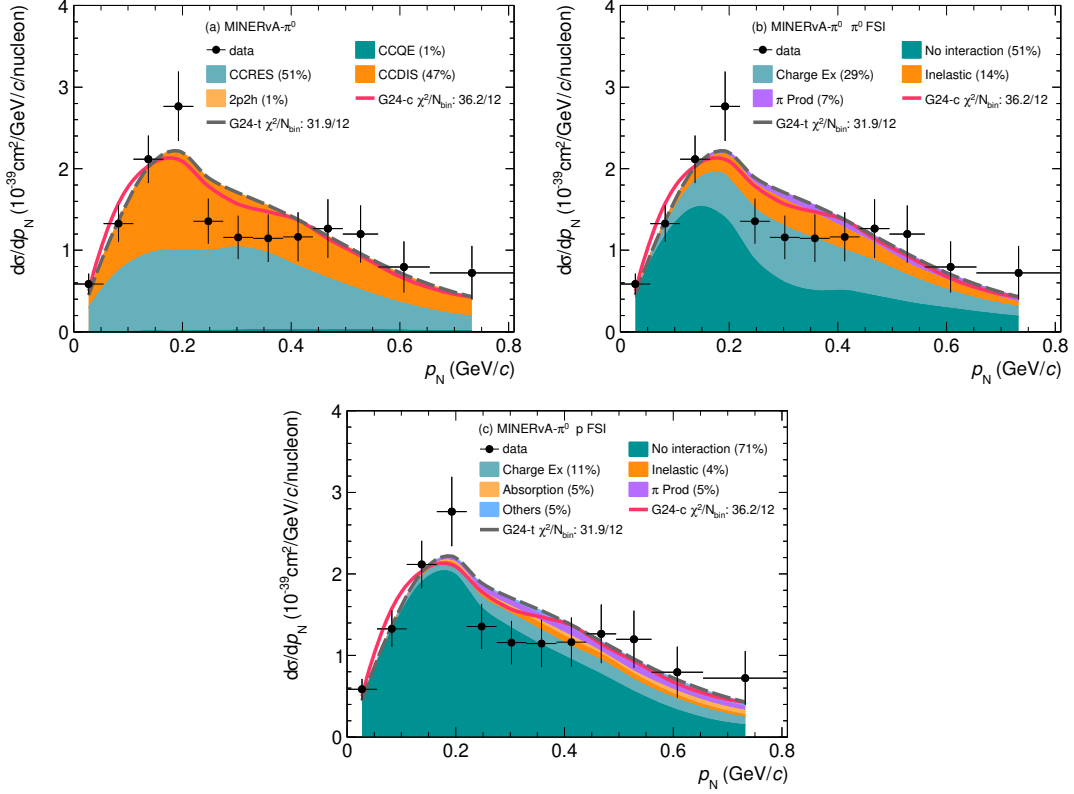 (a) MINERvA-π⁰
data
CCQE (1%)
CCRES (51%)
CCDIS (47%)
2p2h (1%)
G24-c χ²/N_bin: 36.2/12
G24-t χ²/N_bin: 31.9/12
dσ/dp_N (10⁻³⁹cm²/GeV/c/nucleon)
4
3
2
1
0
0 0.2 0.4 0.6 0.8
p_N (GeV/c)
(b) MINERvA-π⁰ π⁰ FSI
data
No interaction (51%)
Charge Ex (29%)
Inelastic (14%)
π Prod (7%)
G24-c χ²/N_bin: 36.2/12
G24-t χ²/N_bin: 31.9/12
dσ/dp_N (10⁻³⁹cm²/GeV/c/nucleon)
4
3
2
1
0
0 0.2 0.4 0.6 0.8
p_N (GeV/c)
(c) MINERvA-π⁰ p FSI
data
No interaction (71%)
Charge Ex (11%)
Inelastic (4%)
Absorption (5%)
π Prod (5%)
Others (5%)
G24-c χ²/N_bin: 36.2/12
G24-t χ²/N_bin: 31.9/12
dσ/dp_N (10⁻³⁹cm²/GeV/c/nucleon)
4
3
2
1
0
0 0.2 0.4 0.6 0.8
p_N (GeV/c)